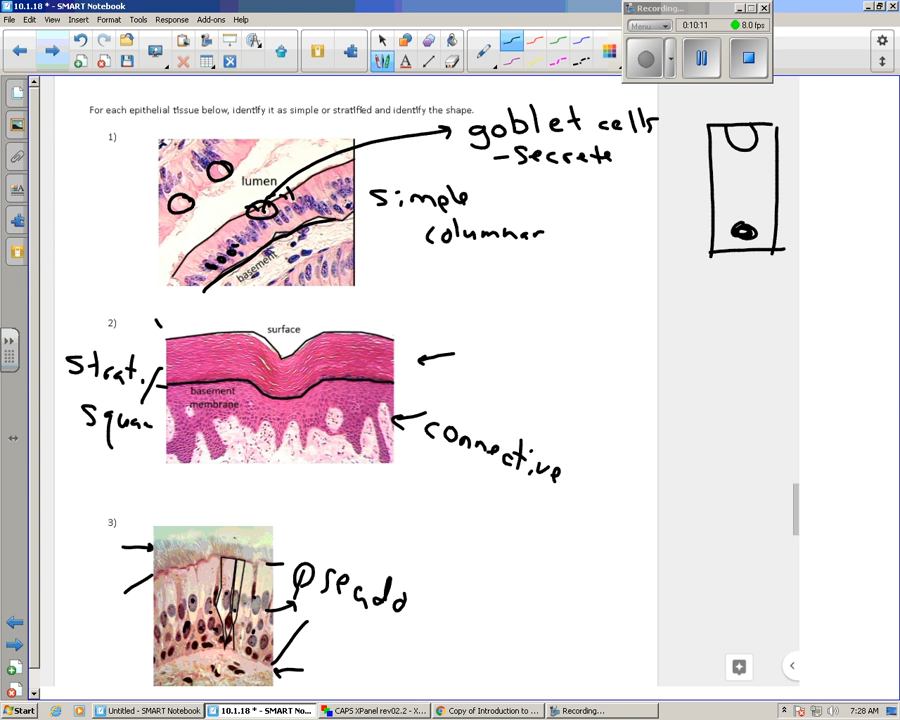 10.1.18 * - SMART Notebook
File Edit View Insert Format Tools Response Add-ons Help
Recording...
Menu
0:10:11
8.0 fps
For each epithelial tissue below, identify it as simple or stratified and identify the shape.
1)
lumen
basement
goblet cells
- secrete
simple
columnar
2)
surface
basement
membrane
Strat.
Squa
connective
3)
Pseudo
Start
Untitled - SMART Notebook
10.1.18 * - SMART No...
CAPS XPanel rev02.2 - X...
Copy of Introduction to ...
Recording...
7:28 AM